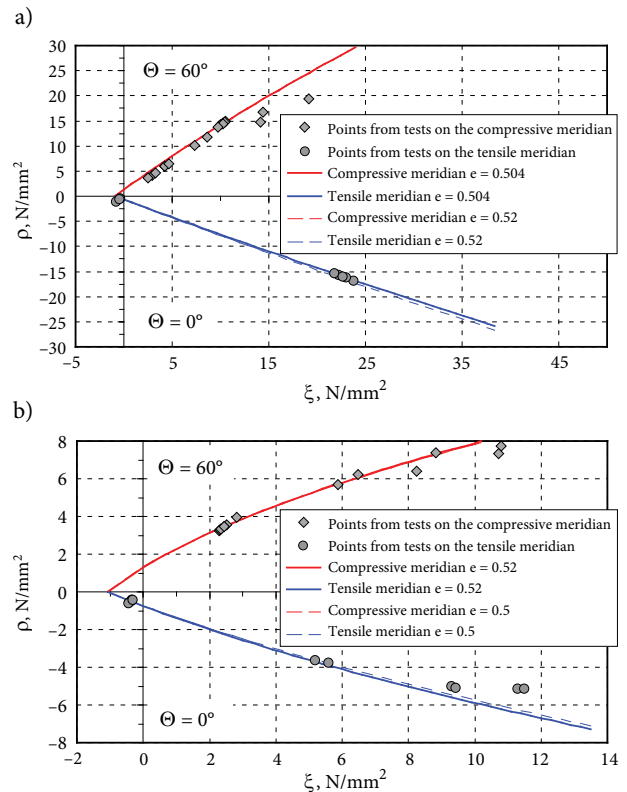 a)
30
25
20
15
10
5
0
−5
−10
−15
−20
−25
−30
ρ, N/mm²
Θ = 60°
Θ = 0°
Points from tests on the compressive meridian
Points from tests on the tensile meridian
Compressive meridian e = 0.504
Tensile meridian e = 0.504
Compressive meridian e = 0.52
Tensile meridian e = 0.52
−5 5 15 25 35 45
ξ, N/mm²
b)
8
6
4
2
0
−2
−4
−6
−8
ρ, N/mm²
Θ = 60°
Θ = 0°
Points from tests on the compressive meridian
Points from tests on the tensile meridian
Compressive meridian e = 0.52
Tensile meridian e = 0.52
Compressive meridian e = 0.5
Tensile meridian e = 0.5
−2 0 2 4 6 8 10 12 14
ξ, N/mm²